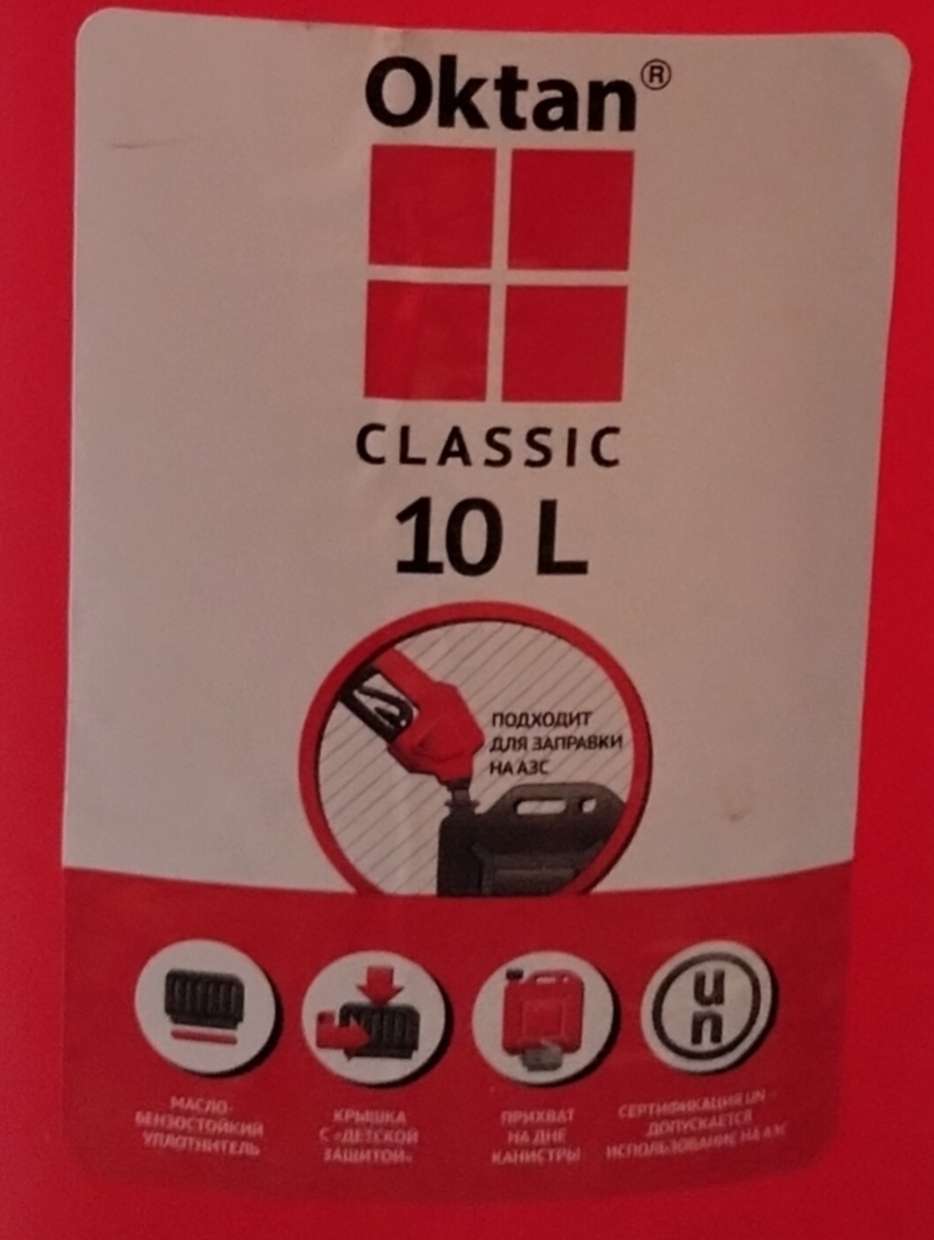 Oktan®
CLASSIC
10 L
ПОДХОДИТ
ДЛЯ ЗАПРАВКИ
НА АЗС
un
МАСЛО-
БЕНЗОСТОЙКИЙ
УПЛОТНИТЕЛЬ
КРЫШКА
С «ДЕТСКОЙ
ЗАЩИТОЙ»
ПРИХВАТ
НА ДНЕ
КАНИСТРЫ
СЕРТИФИКАЦИЯ UN -
ДОПУСКАЕТСЯ
ИСПОЛЬЗОВАНИЕ НА АЗС